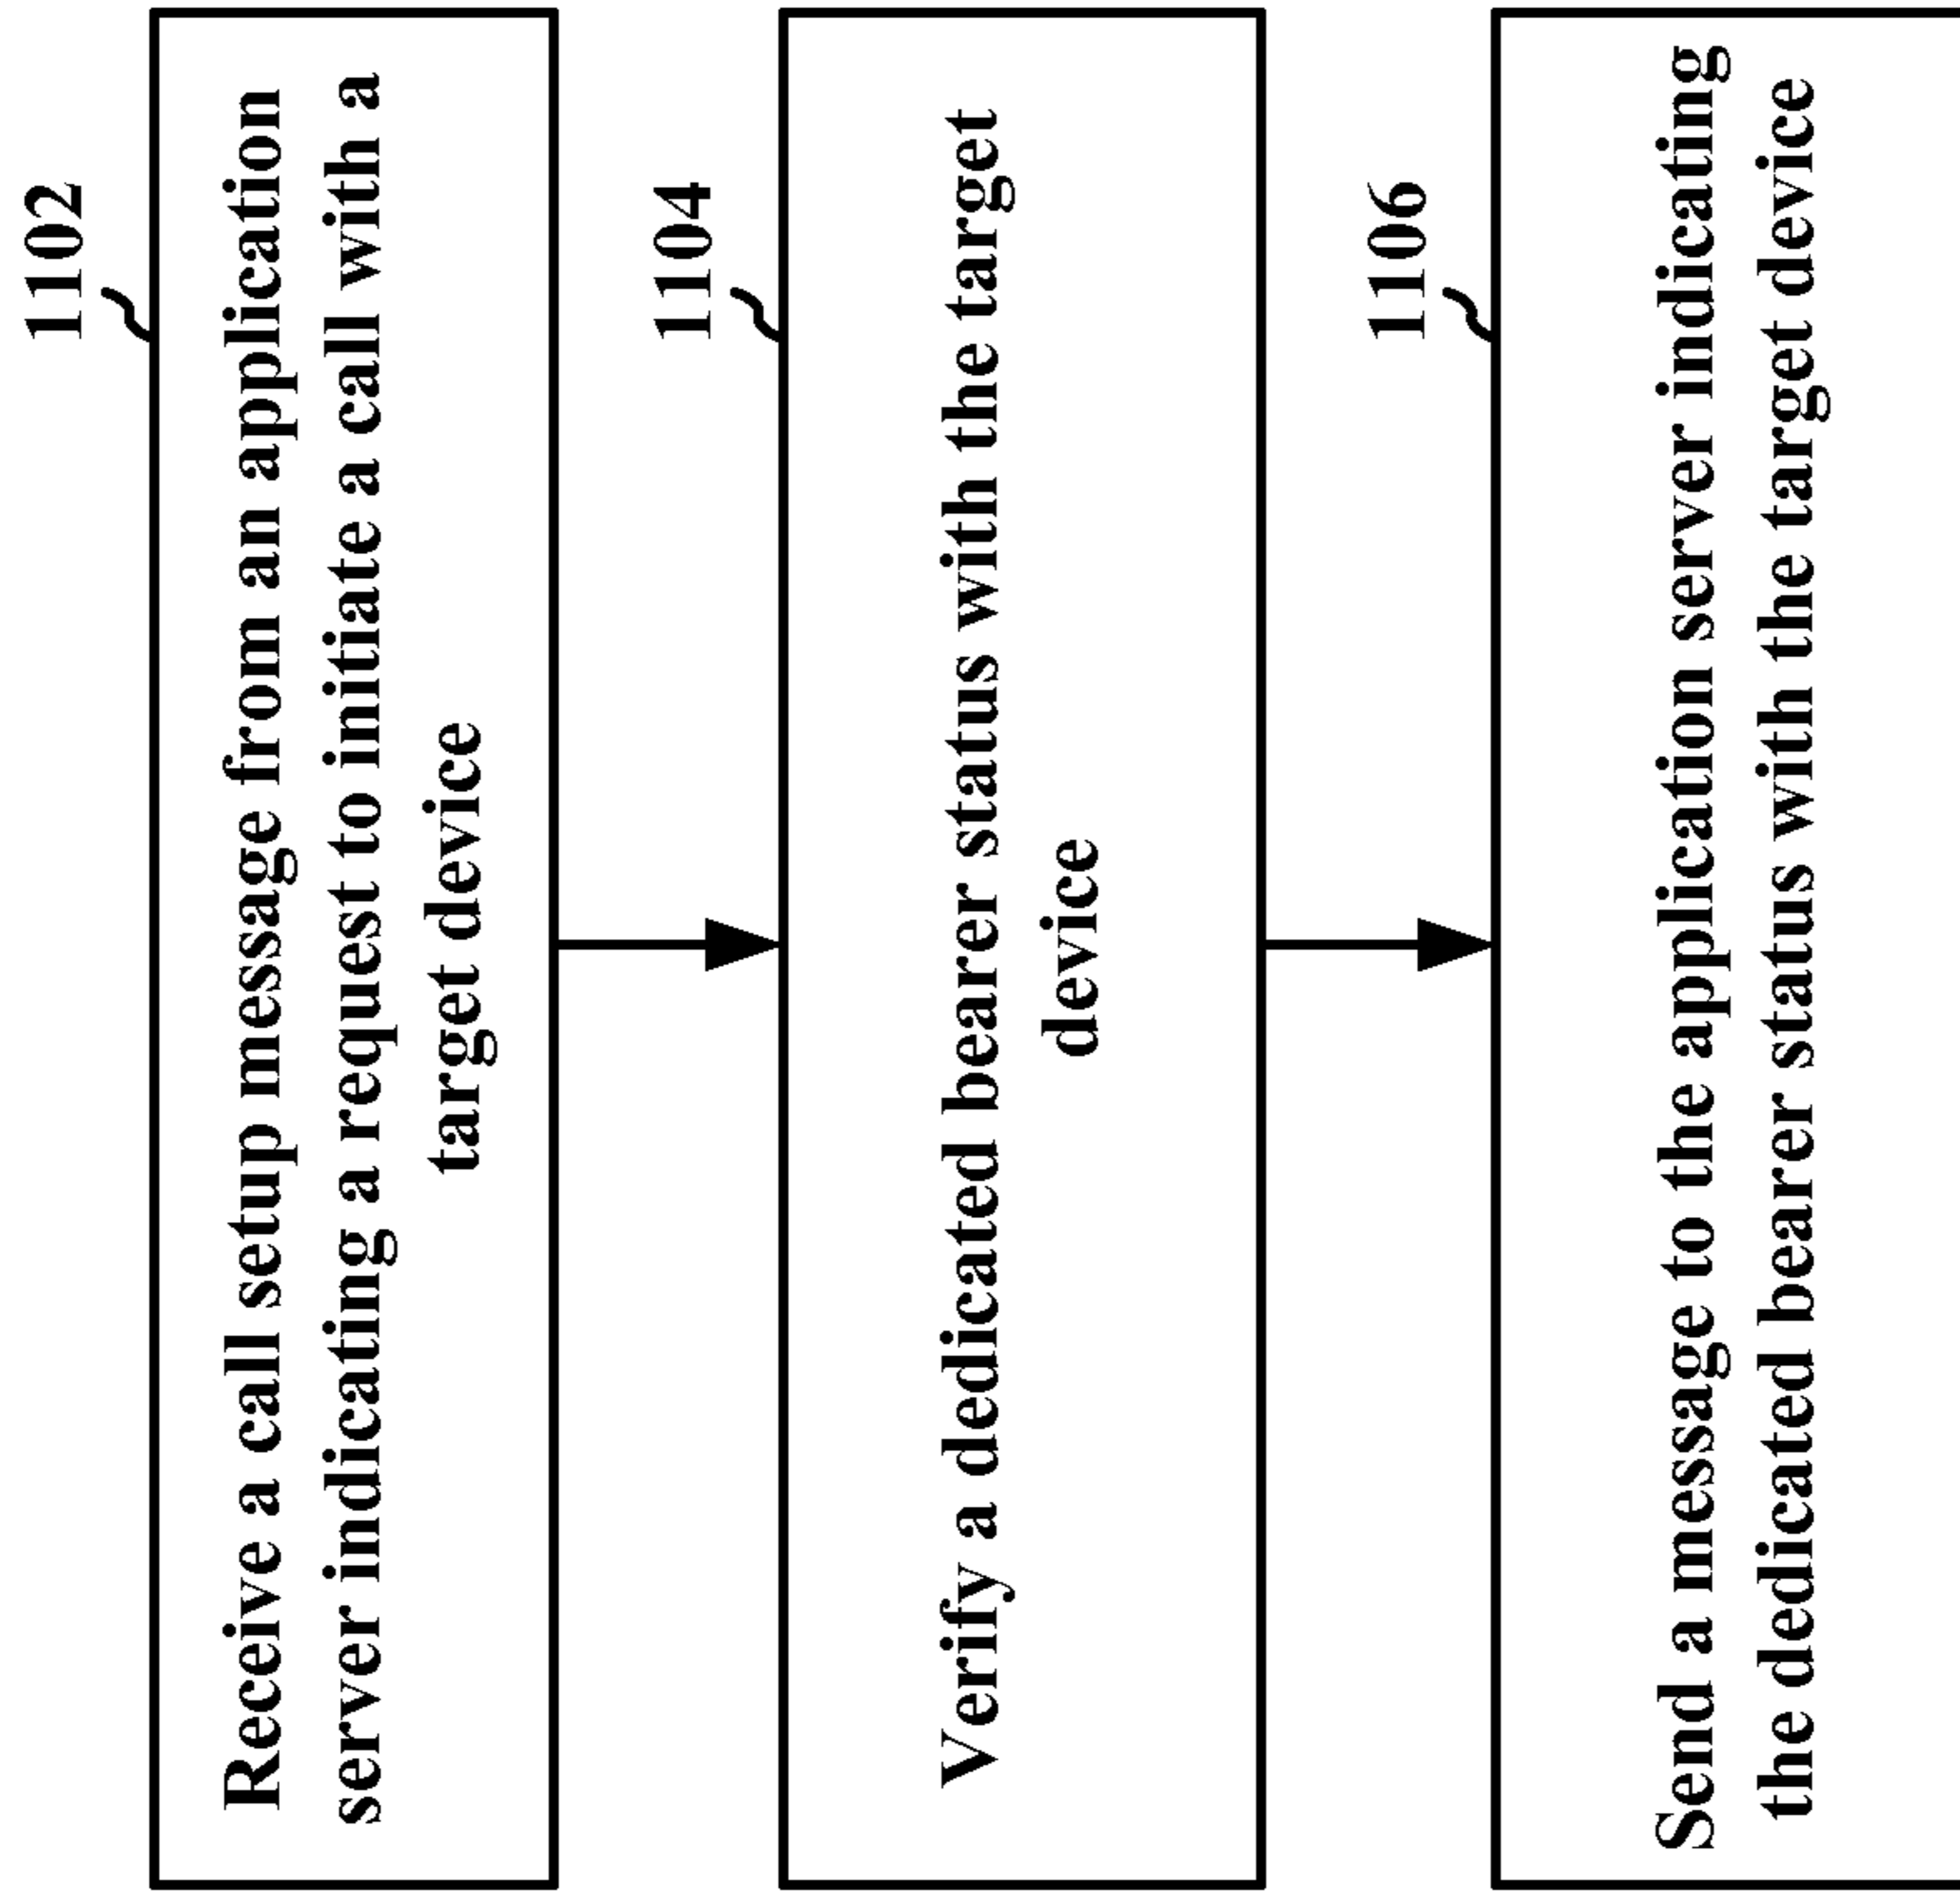 1102
Receive a call setup message from an application
server indicating a request to initiate a call with a
target device
1104
Verify a dedicated bearer status with the target
device
1106
Send a message to the application server indicating
the dedicated bearer status with the target device